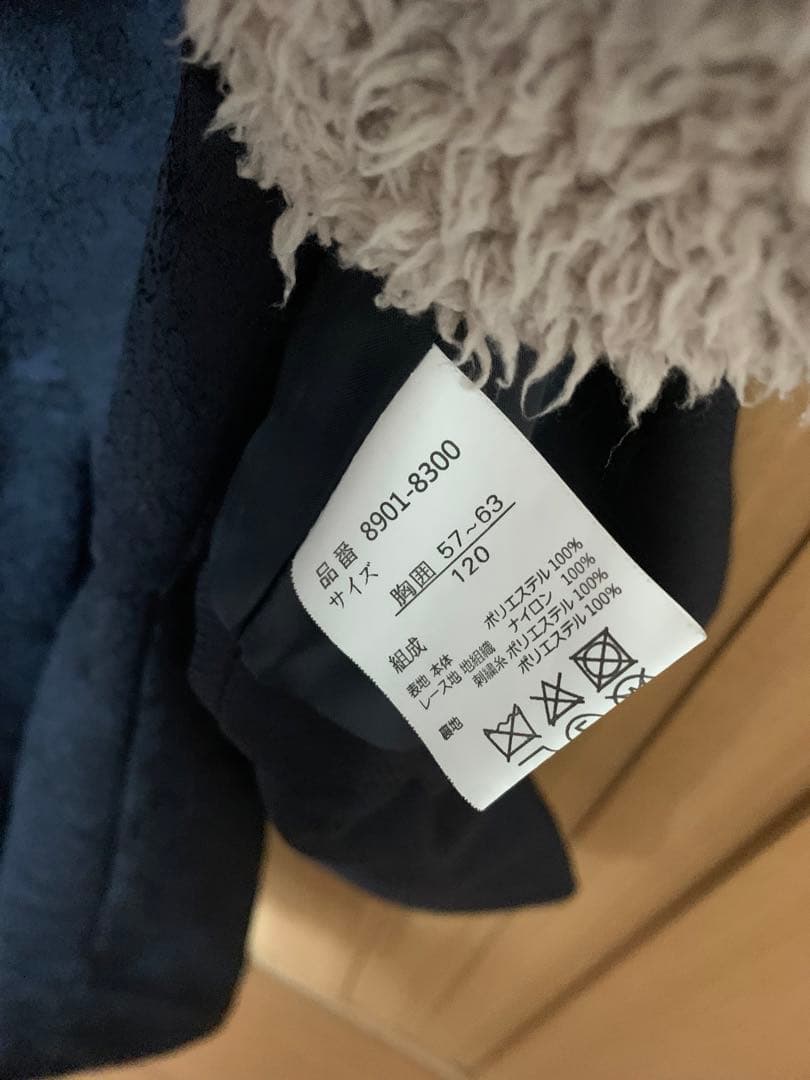 品番 8901-8300
サイズ
胸囲 57~63
120
組成
表地 本体 ポリエステル 100%
レース地 地組織 ナイロン 100%
刺繍糸 ポリエステル 100%
裏地 ポリエステル 100%